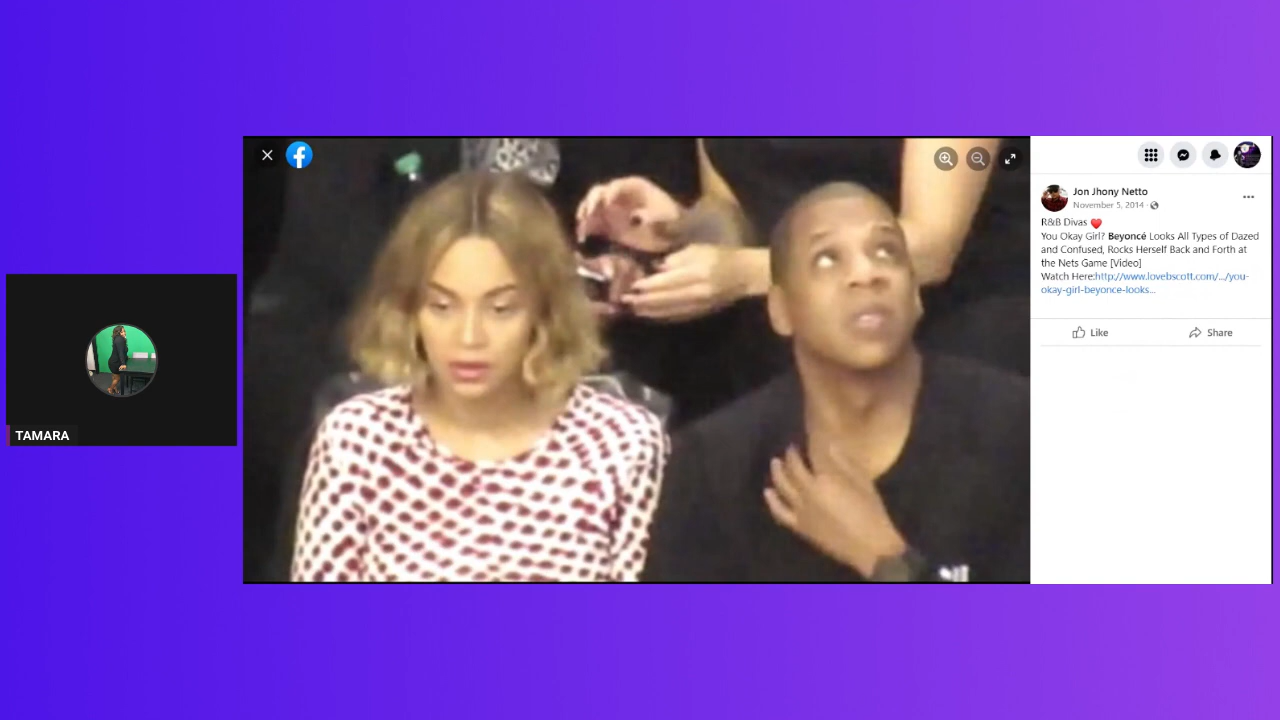 TAMARA
Jon Jhony Netto
November 5, 2014 ·
R&B Divas ❤️
You Okay Girl? Beyoncé Looks All Types of Dazed
and Confused, Rocks Herself Back and Forth at
the Nets Game [Video]
Watch Here:http://www.lovebscott.com/.../you-
okay-girl-beyonce-looks...
Like
Share